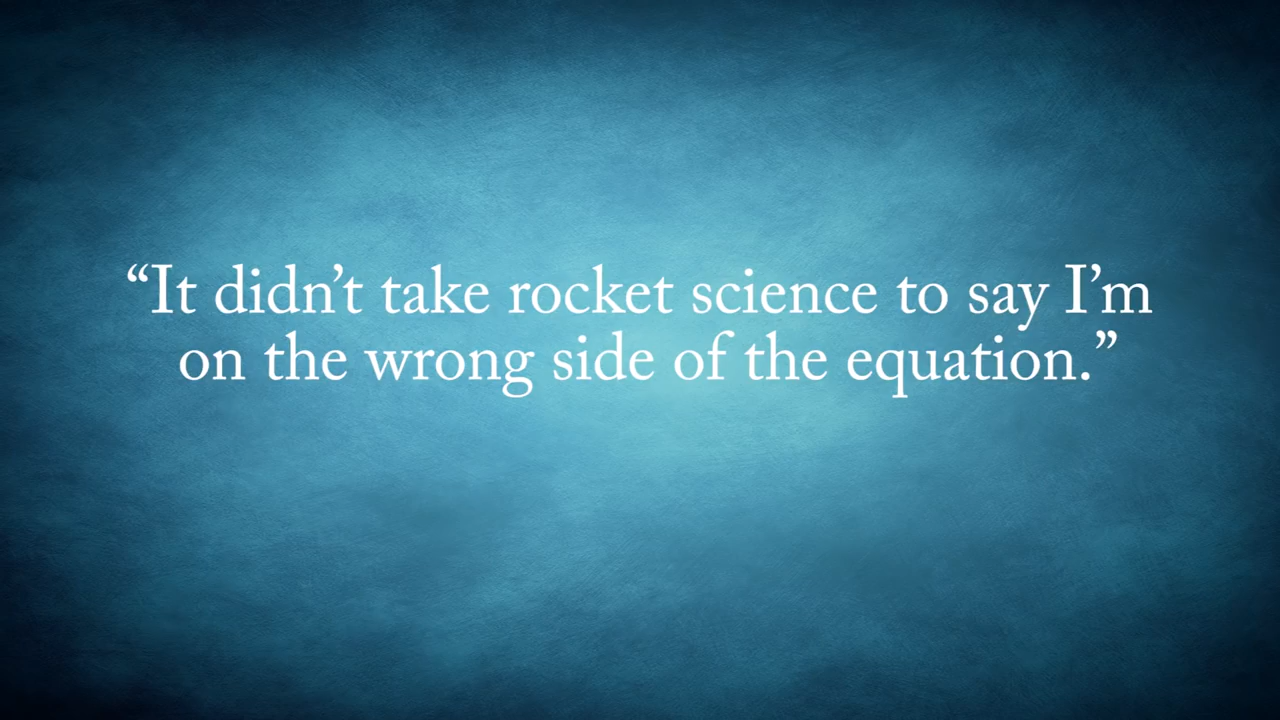 “It didn’t take rocket science to say I’m
on the wrong side of the equation.”